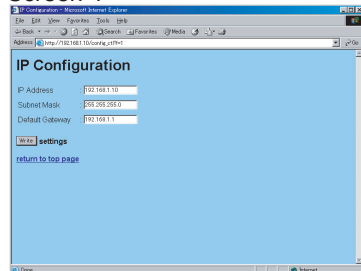 IP Configuration - Microsoft Internet Explorer
File Edit View Favorites Tools Help
Back Search Favorites Media
Address http://192.168.1.10/config_ctf?f=1 Go
IP Configuration
IP Address : 192.168.1.10
Subnet Mask : 255.255.255.0
Default Gateway : 192.168.1.1
Write settings
return to top page
Done Internet